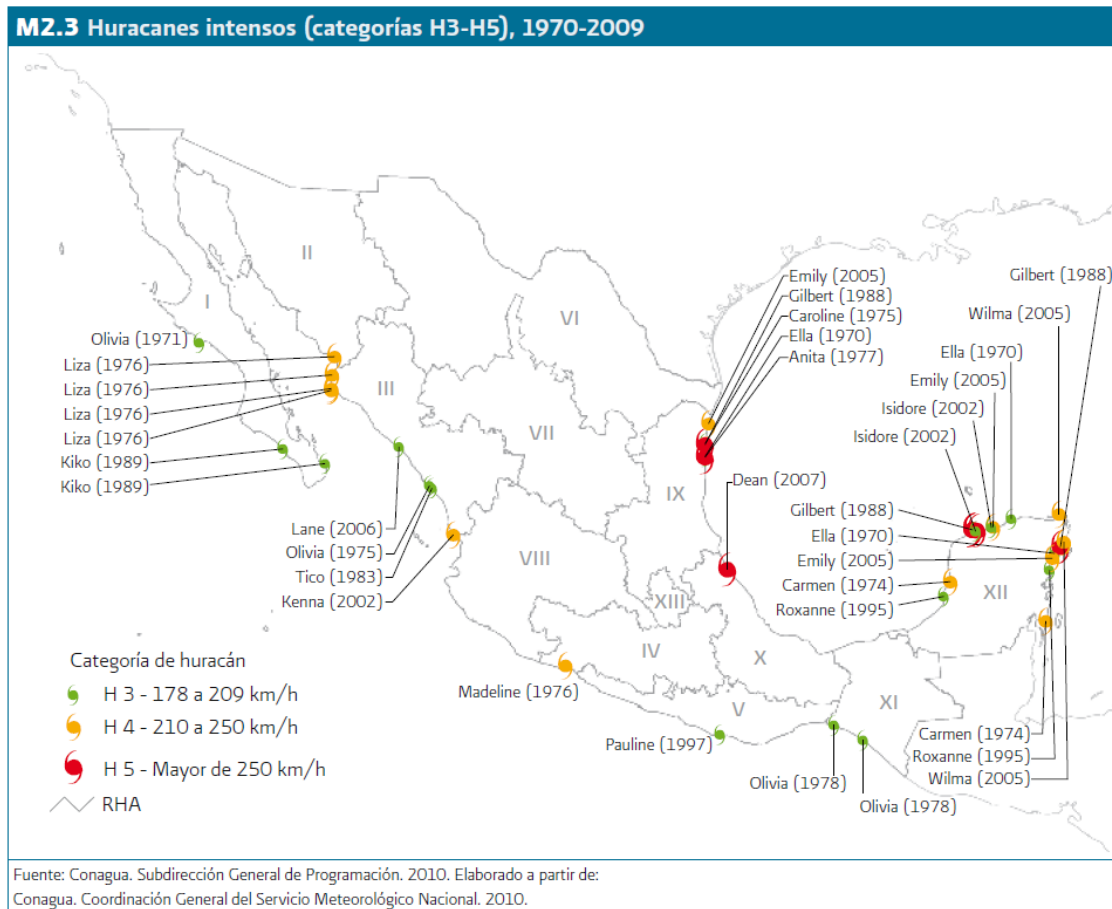 M2.3 Huracanes intensos (categorías H3-H5), 1970-2009
I
II
III
VI
VII
VIII
IX
XIII
IV
V
X
XI
XII
Olivia (1971)
Liza (1976)
Liza (1976)
Liza (1976)
Liza (1976)
Kiko (1989)
Kiko (1989)
Lane (2006)
Olivia (1975)
Tico (1983)
Kenna (2002)
Madeline (1976)
Pauline (1997)
Olivia (1978)
Olivia (1978)
Emily (2005)
Gilbert (1988)
Caroline (1975)
Ella (1970)
Anita (1977)
Dean (2007)
Gilbert (1988)
Wilma (2005)
Ella (1970)
Emily (2005)
Isidore (2002)
Isidore (2002)
Gilbert (1988)
Ella (1970)
Emily (2005)
Carmen (1974)
Roxanne (1995)
Carmen (1974)
Roxanne (1995)
Wilma (2005)
Categoría de huracán
H 3 - 178 a 209 km/h
H 4 - 210 a 250 km/h
H 5 - Mayor de 250 km/h
RHA
Fuente: Conagua. Subdirección General de Programación. 2010. Elaborado a partir de:
Conagua. Coordinación General del Servicio Meteorológico Nacional. 2010.